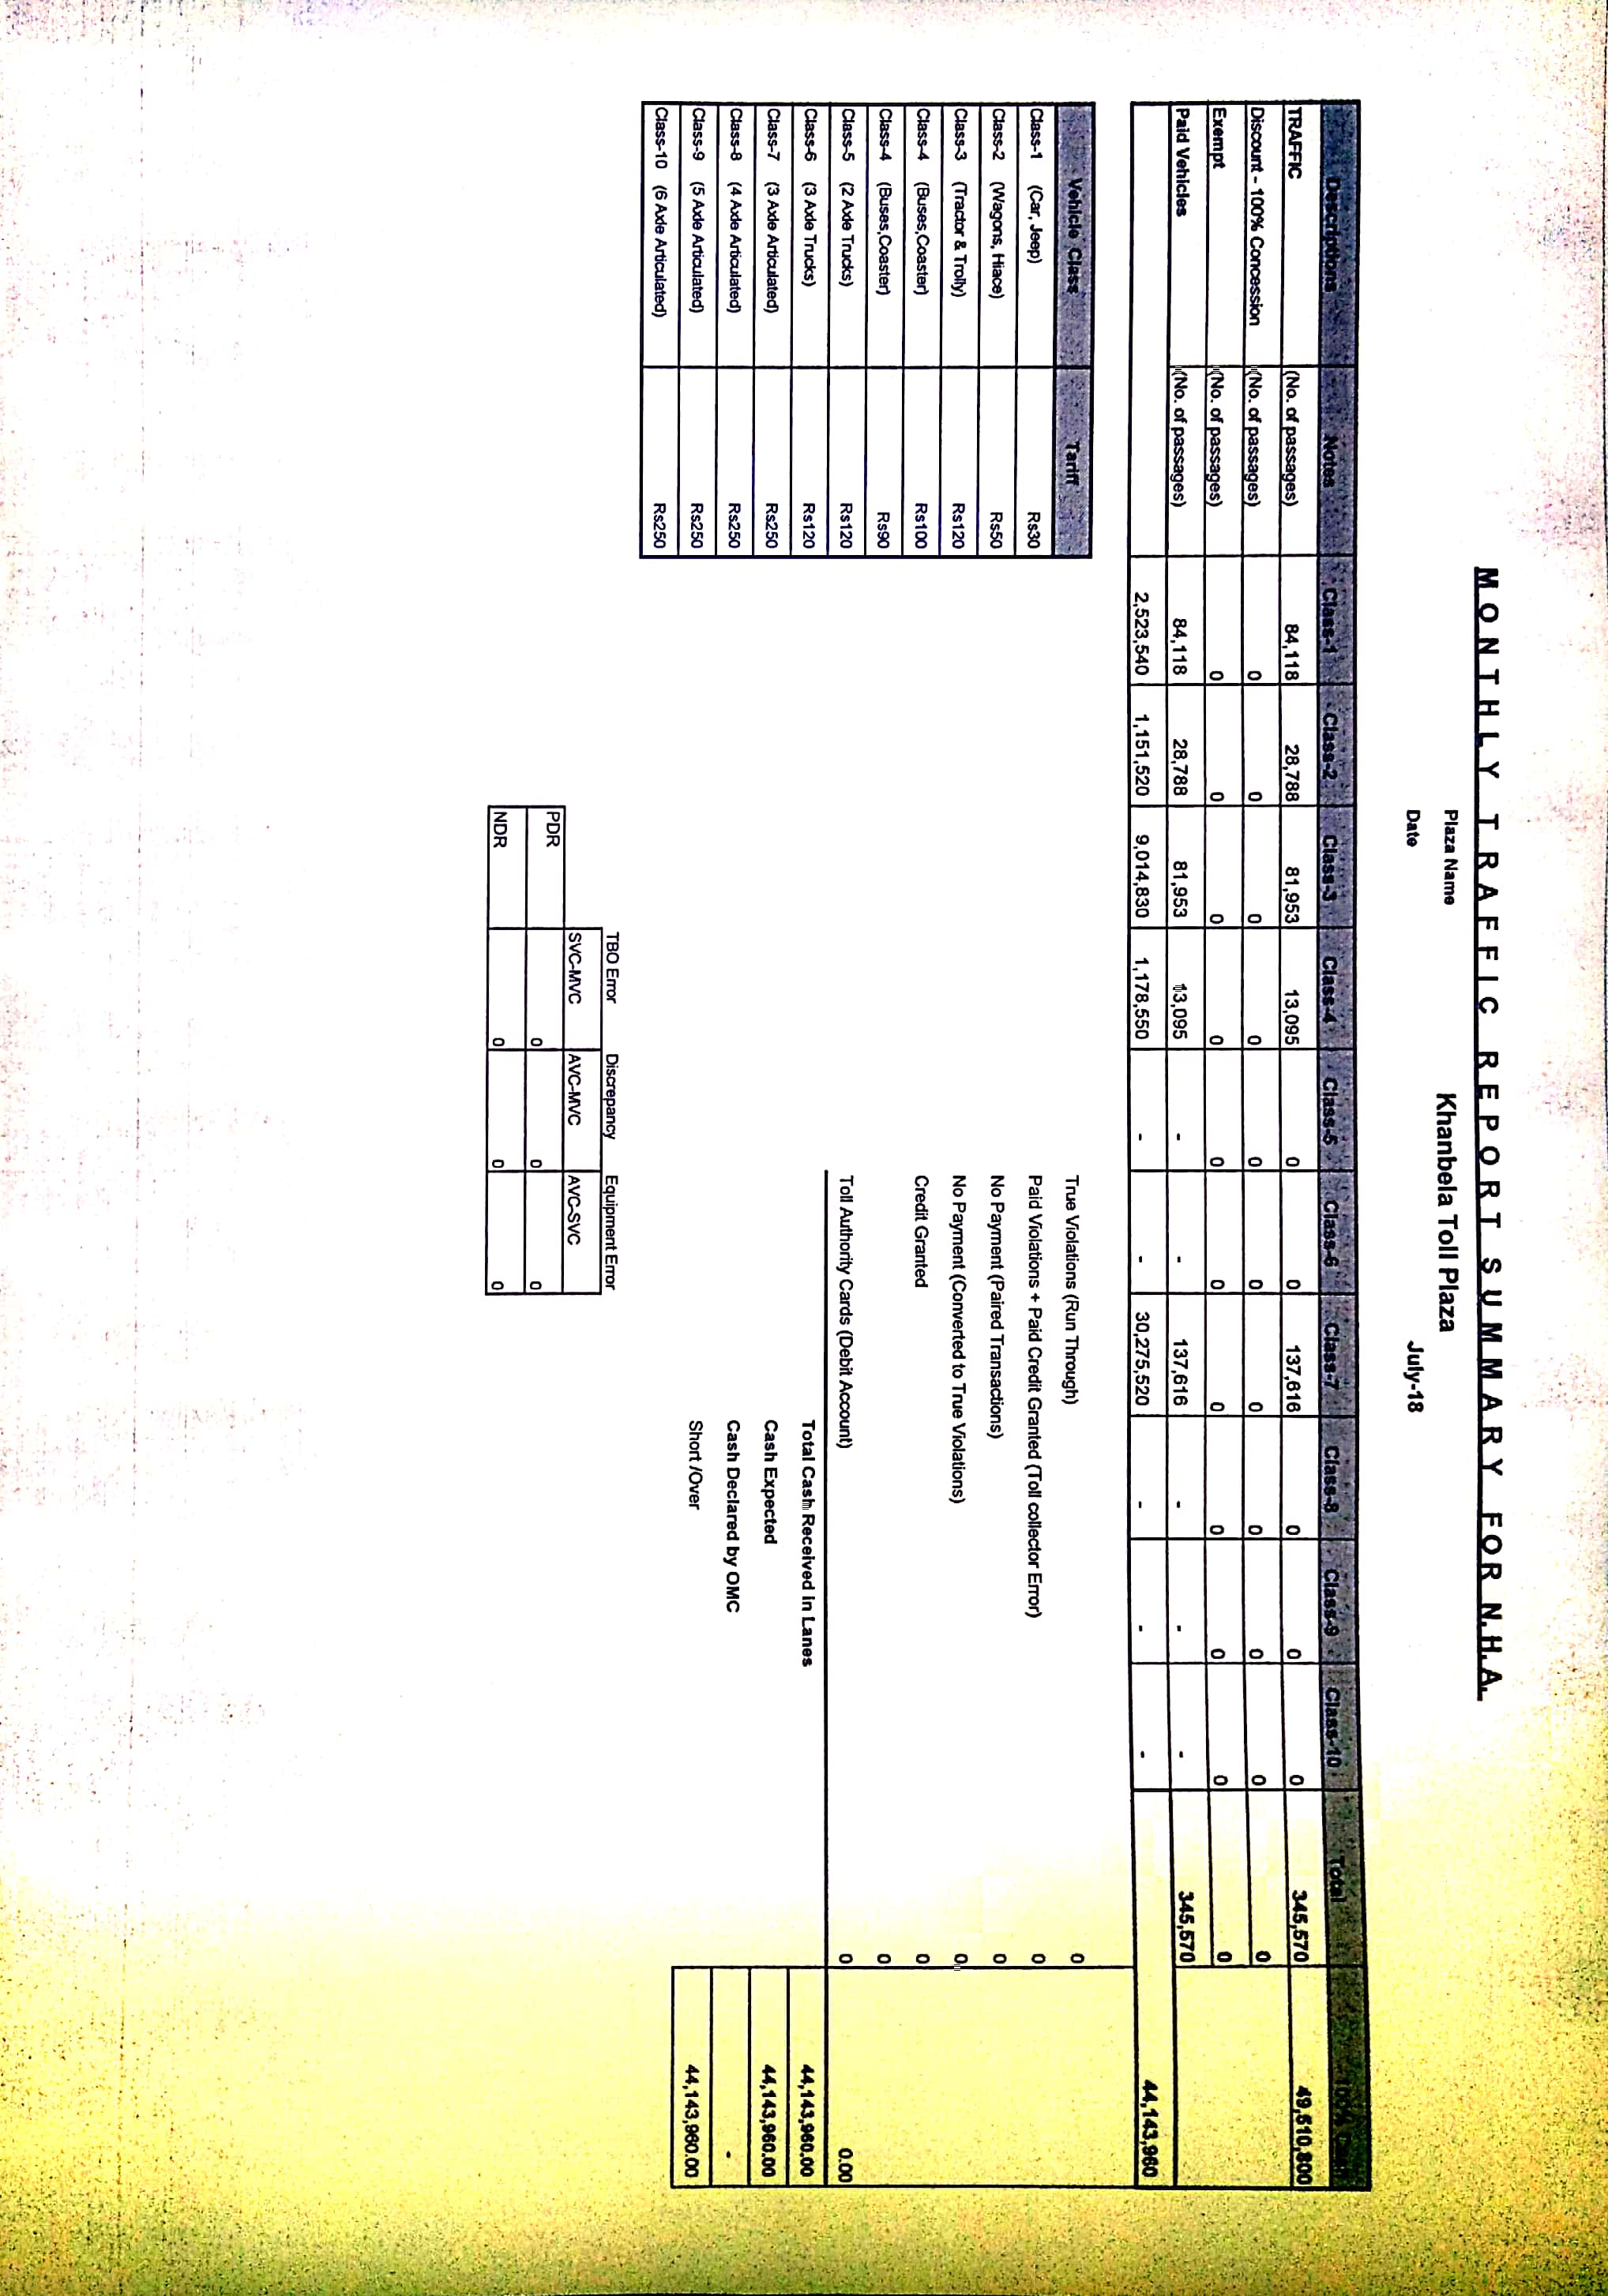 MONTHLY TRAFFIC REPORT SUMMARY FOR N.H.A.
Plaza Name Khanbela Toll Plaza
Date July-18
Descriptions Notes Class-1 Class-2 Class-3 Class-4 Class-5 Class-6 Class-7 Class-8 Class-9 Class-10 Total 100%
TRAFFIC (No. of passages) 84,118 28,788 81,953 13,095 0 0 137,616 0 0 0 345,570 49,510,800
Discount - 100% Concession (No. of passages) 0 0 0 0 0 0 0 0 0 0 0
Exempt (No. of passages) 0 0 0 0 0 0 0 0 0 0 0
Paid Vehicles (No. of passages) 84,118 28,788 81,953 13,095 - - 137,616 - - - 345,570
2,523,540 1,151,520 9,014,830 1,178,550 - - 30,275,520 - - - 44,143,960
Vehicle Class Tariff
Class-1 (Car, Jeep) Rs30
Class-2 (Wagons, Hiace) Rs50
Class-3 (Tractor & Trolly) Rs120
Class-4 (Buses,Coaster) Rs100
Class-4 (Buses,Coaster) Rs90
Class-5 (2 Axle Trucks) Rs120
Class-6 (3 Axle Trucks) Rs120
Class-7 (3 Axle Articulated) Rs250
Class-8 (4 Axle Articulated) Rs250
Class-9 (5 Axle Articulated) Rs250
Class-10 (6 Axle Articulated) Rs250
True Violations (Run Through) 0
Paid Violations + Paid Credit Granted (Toll collector Error) 0
No Payment (Paired Transactions) 0
No Payment (Converted to True Violations) 0
Credit Granted 0
0
Toll Authority Cards (Debit Account) 0 0.00
Total Cash Received in Lanes 44,143,960.00
Cash Expected 44,143,960.00
Cash Declared by OMC -
Short /Over 44,143,960.00
TBO Error Discrepancy Equipment Error
SVC-MVC AVC-MVC AVC-SVC
PDR 0 0 0
NDR 0 0 0